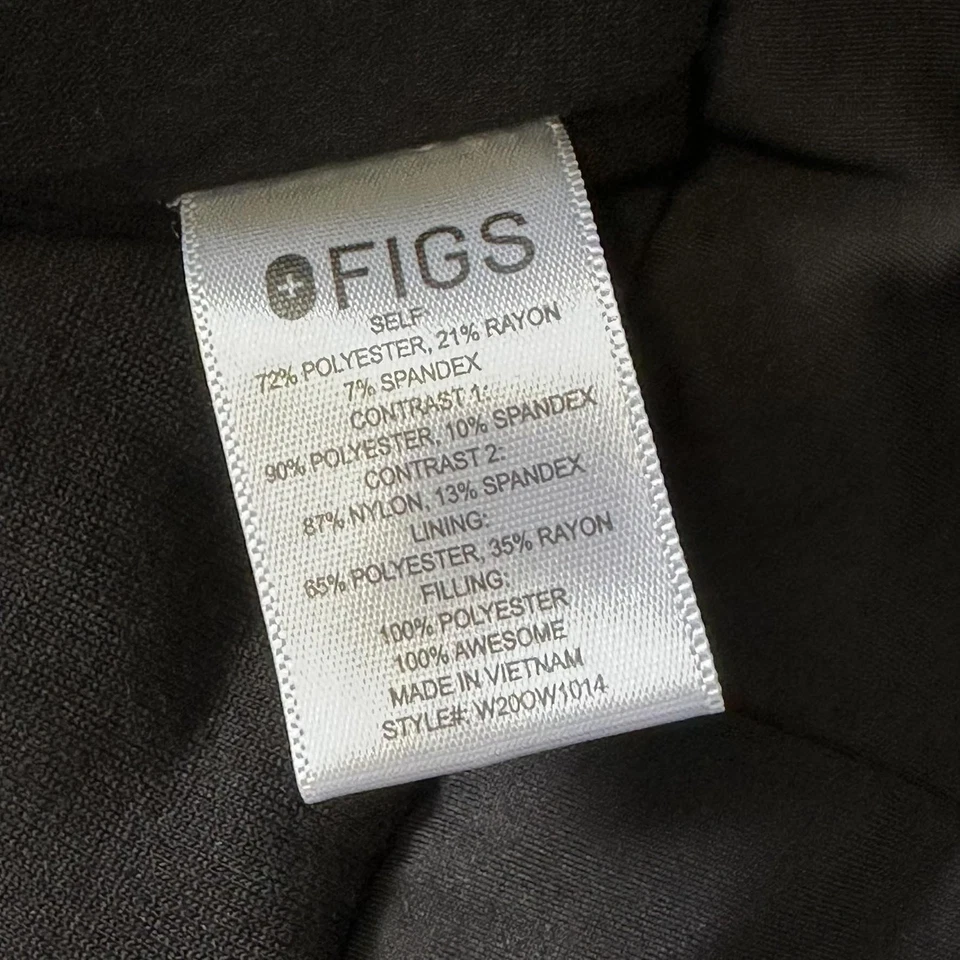 FIGS
SELF:
72% POLYESTER, 21% RAYON
7% SPANDEX
CONTRAST 1:
90% POLYESTER, 10% SPANDEX
CONTRAST 2:
87% NYLON, 13% SPANDEX
LINING:
65% POLYESTER, 35% RAYON
FILLING:
100% POLYESTER
100% AWESOME
MADE IN VIETNAM
STYLE#: W20OW1014